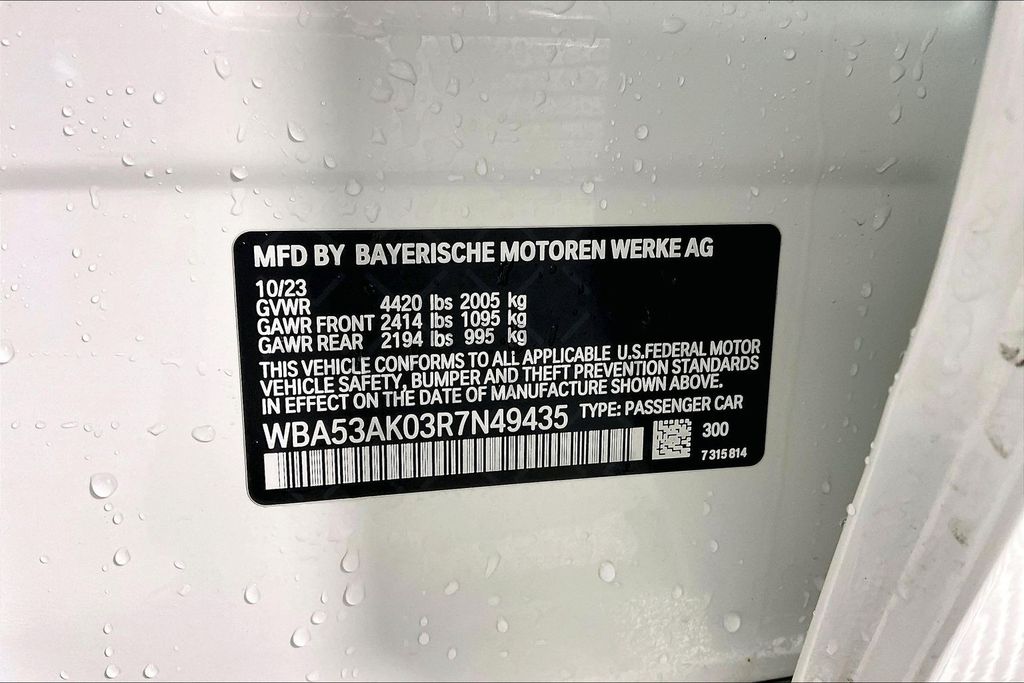 MFD BY BAYERISCHE MOTOREN WERKE AG
10/23
GVWR 4420 lbs 2005 kg
GAWR FRONT 2414 lbs 1095 kg
GAWR REAR 2194 lbs 995 kg
THIS VEHICLE CONFORMS TO ALL APPLICABLE U.S.FEDERAL MOTOR
VEHICLE SAFETY, BUMPER AND THEFT PREVENTION STANDARDS
IN EFFECT ON THE DATE OF MANUFACTURE SHOWN ABOVE.
WBA53AK03R7N49435 TYPE: PASSENGER CAR
300
7 315 814